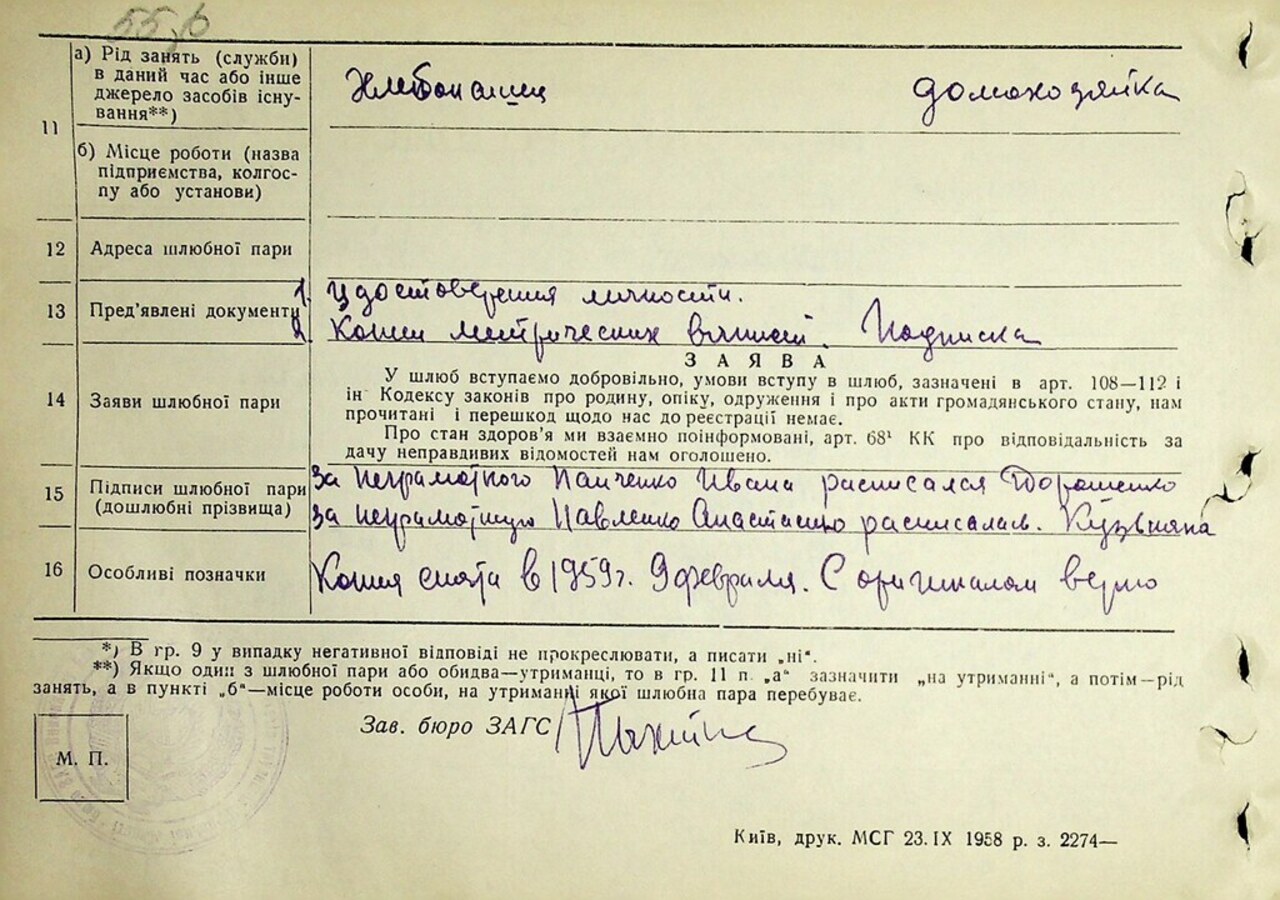 55,6
11
а) Рід занять (служби)
в даний час або інше
джерело засобів існу-
вання**)
Хлебопашец
домохозяйка
б) Місце роботи (назва
підприємства, колгос-
пу або установи)
12 Адреса шлюбної пари
13 Пред'явлені документи
1. Удостоверения личности.
2. Копии метрических выписей. Подписка
14 Заяви шлюбної пари
ЗАЯВА
У шлюб вступаємо добровільно, умови вступу в шлюб, зазначені в арт. 108—112 і
ін Кодексу законів про родину, опіку, одруження і про акти громадянського стану, нам
прочитані і перешкод щодо нас до реєстрації немає.
Про стан здоров'я ми взаємно поінформовані, арт. 68¹ КК про відповідальність за
дачу неправдивих відомостей нам оголошено.
15 Підписи шлюбної пари
(дошлюбні прізвища)
за неграмотного Панченко Ивана расписался Дорошенко
за неграмотную Павленко Анастасию расписалась.
16 Особливі позначки
Копия снята в 1959 г. 9 февраля. С оригиналом верно
*) В гр. 9 у випадку негативної відповіді не прокреслювати, а писати „ні“.
**) Якщо один з шлюбної пари або обидва—утриманці, то в гр. 11 п. „а“ зазначити „на утриманні“, а потім—рід
занять, а в пункті „б“—місце роботи особи, на утриманні якої шлюбна пара перебуває.
Зав. бюро ЗАГС
М. П.
Київ, друк. МСГ 23.IX 1958 р. з. 2274—